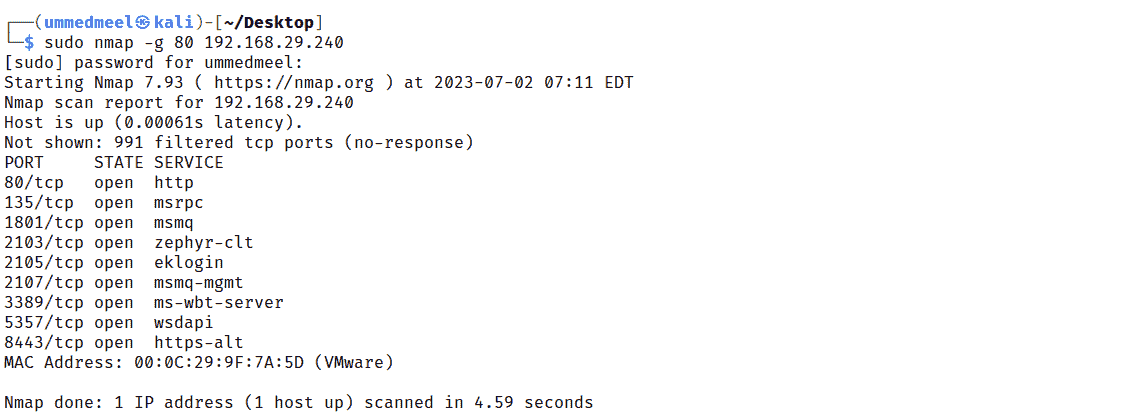 ┌──(ummedmeel㉿kali)-[~/Desktop]
└─$ sudo nmap -g 80 192.168.29.240
[sudo] password for ummedmeel:
Starting Nmap 7.93 ( https://nmap.org ) at 2023-07-02 07:11 EDT
Nmap scan report for 192.168.29.240
Host is up (0.00061s latency).
Not shown: 991 filtered tcp ports (no-response)
PORT     STATE SERVICE
80/tcp   open  http
135/tcp  open  msrpc
1801/tcp open  msmq
2103/tcp open  zephyr-clt
2105/tcp open  eklogin
2107/tcp open  msmq-mgmt
3389/tcp open  ms-wbt-server
5357/tcp open  wsdapi
8443/tcp open  https-alt
MAC Address: 00:0C:29:9F:7A:5D (VMware)

Nmap done: 1 IP address (1 host up) scanned in 4.59 seconds